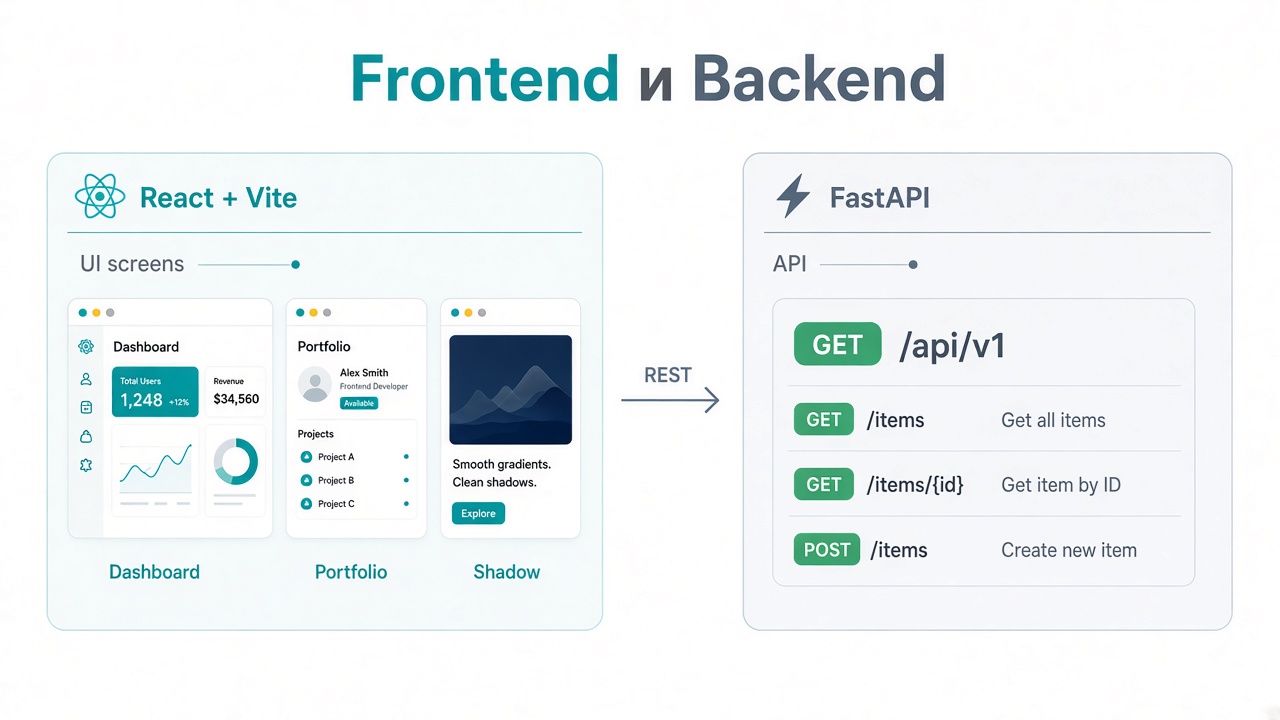 Frontend и Backend
React + Vite
UI screens
Dashboard
Total Users
1,248 +12%
Revenue
$34,560
Dashboard
Portfolio
Alex Smith
Frontend Developer
Available
Projects
Project A
Project B
Project C
Portfolio
Smooth gradients.
Clean shadows.
Explore
Shadow
REST
FastAPI
API
GET /api/v1
GET /items Get all items
GET /items/{id} Get item by ID
POST /items Create new item